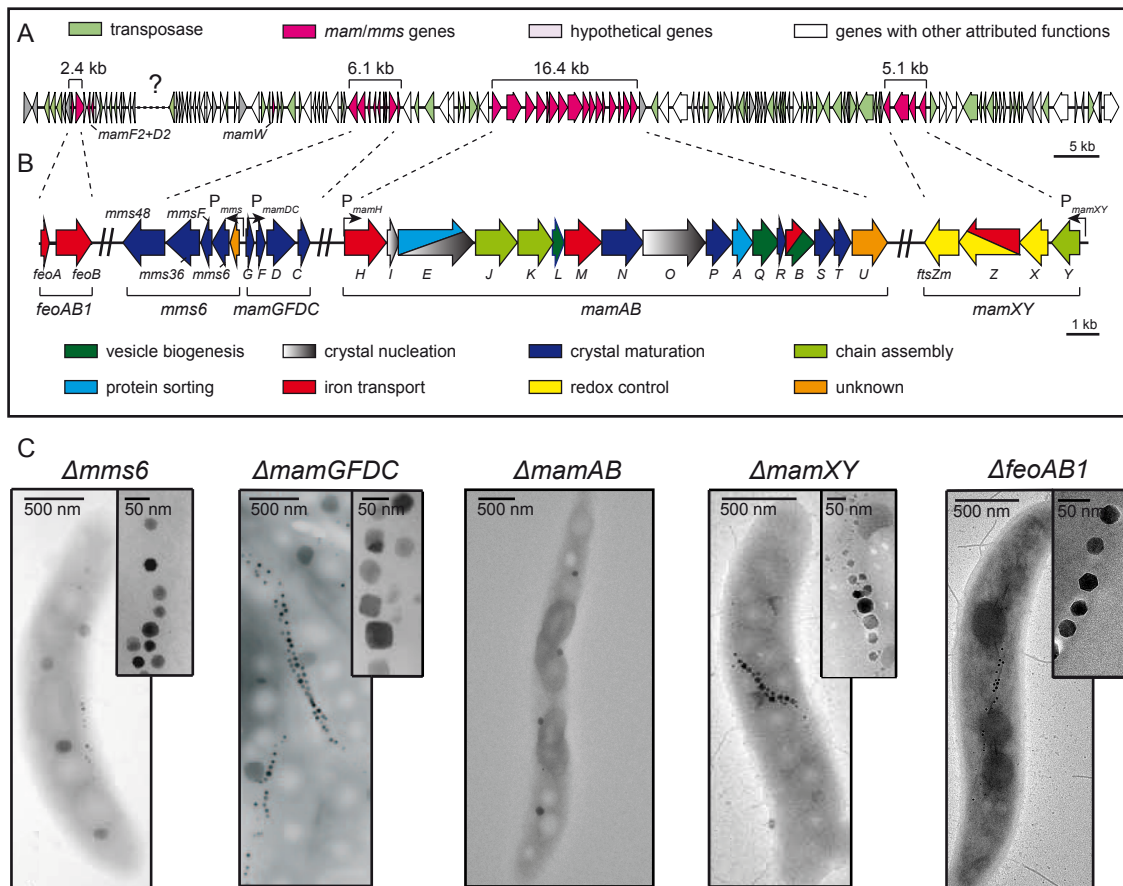 A
transposase
mam/mms genes
hypothetical genes
genes with other attributed functions
2.4 kb
?
6.1 kb
16.4 kb
5.1 kb
mamF2+D2
mamW
5 kb
B
mms48
mmsF
Pmms
PmamDC
PmamH
PmamXY
feoA
feoB
mms36
mms6
G
F
D
C
H
I
E
J
K
L
M
N
O
P
A
Q
R
B
S
T
U
ftsZm
Z
X
Y
feoAB1
mms6
mamGFDC
mamAB
mamXY
1 kb
vesicle biogenesis
crystal nucleation
crystal maturation
chain assembly
protein sorting
iron transport
redox control
unknown
C
Δmms6
ΔmamGFDC
ΔmamAB
ΔmamXY
ΔfeoAB1
500 nm
50 nm
500 nm
50 nm
500 nm
500 nm
50 nm
500 nm
50 nm